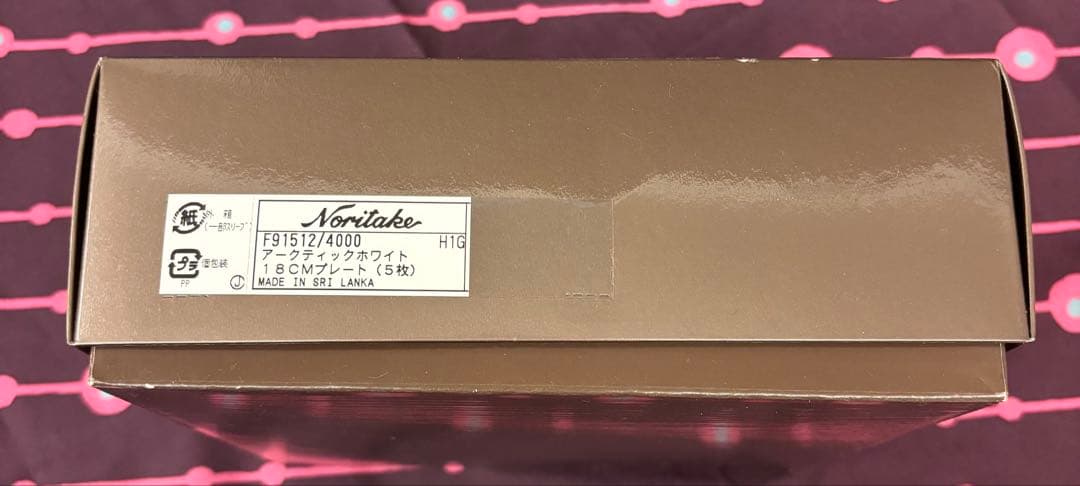 紙 外 箱
(一部スリーブ)
プラ 個包装
PP
J
Noritake
F91512/4000 H1G
アークティックホワイト
18CMプレート(5枚)
MADE IN SRI LANKA